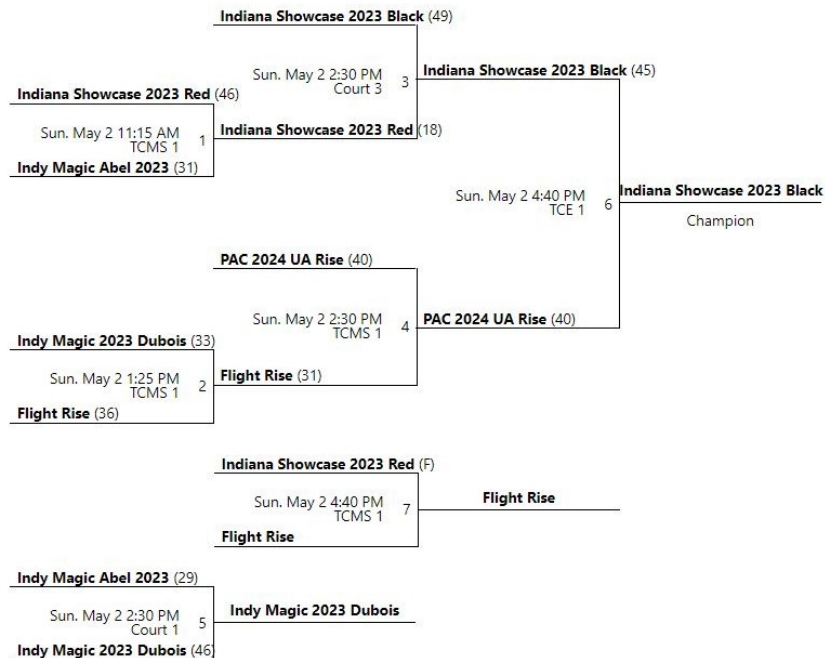 Indiana Showcase 2023 Black (49)
Sun. May 2 2:30 PM
Court 3
3
Indiana Showcase 2023 Black (45)
Indiana Showcase 2023 Red (46)
Sun. May 2 11:15 AM
TCMS 1
1
Indiana Showcase 2023 Red (18)
Indy Magic Abel 2023 (31)
Sun. May 2 4:40 PM
TCE 1
6
Indiana Showcase 2023 Black
Champion
PAC 2024 UA Rise (40)
Sun. May 2 2:30 PM
TCMS 1
4
PAC 2024 UA Rise (40)
Indy Magic 2023 Dubois (33)
Sun. May 2 1:25 PM
TCMS 1
2
Flight Rise (31)
Flight Rise (36)
Indiana Showcase 2023 Red (F)
Sun. May 2 4:40 PM
TCMS 1
7
Flight Rise
Flight Rise
Indy Magic Abel 2023 (29)
Sun. May 2 2:30 PM
Court 1
5
Indy Magic 2023 Dubois
Indy Magic 2023 Dubois (46)